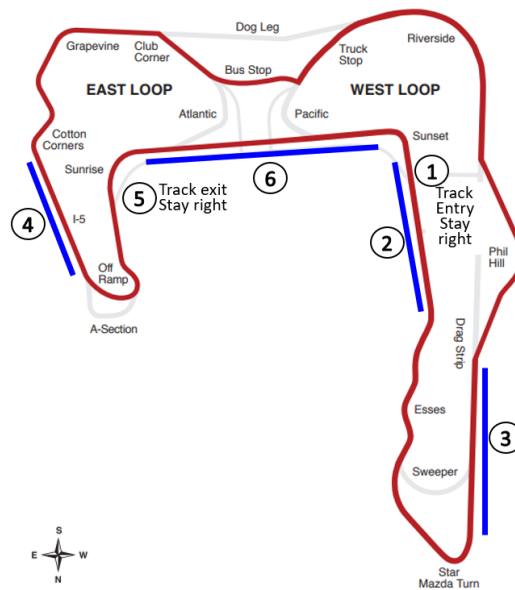 Dog Leg
Grapevine
Club
Corner
Riverside
Truck
Stop
Bus Stop
EAST LOOP
WEST LOOP
Atlantic
Pacific
Cotton
Corners
Sunset
Sunrise
1
6
5
Track exit
Stay right
Track
Entry
Stay
right
4
I-5
2
Phil
Hill
Off
Ramp
A-Section
Drag Strip
Esses
3
Sweeper
S
E
W
N
Star
Mazda Turn